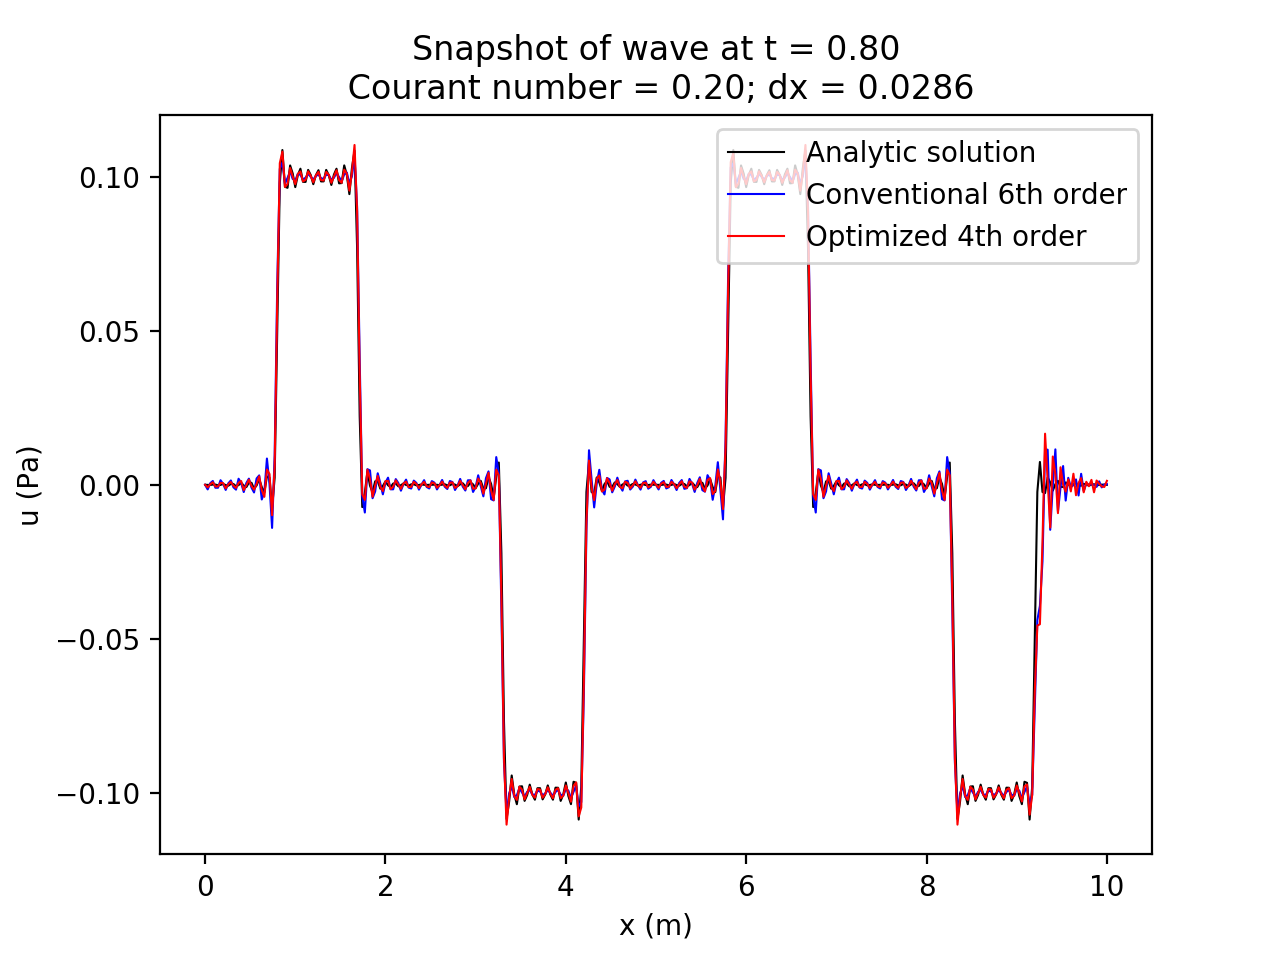 Snapshot of wave at t = 0.80
Courant number = 0.20; dx = 0.0286
Analytic solution
Conventional 6th order
Optimized 4th order
0.10
0.05
0.00
−0.05
−0.10
u (Pa)
0 2 4 6 8 10
x (m)